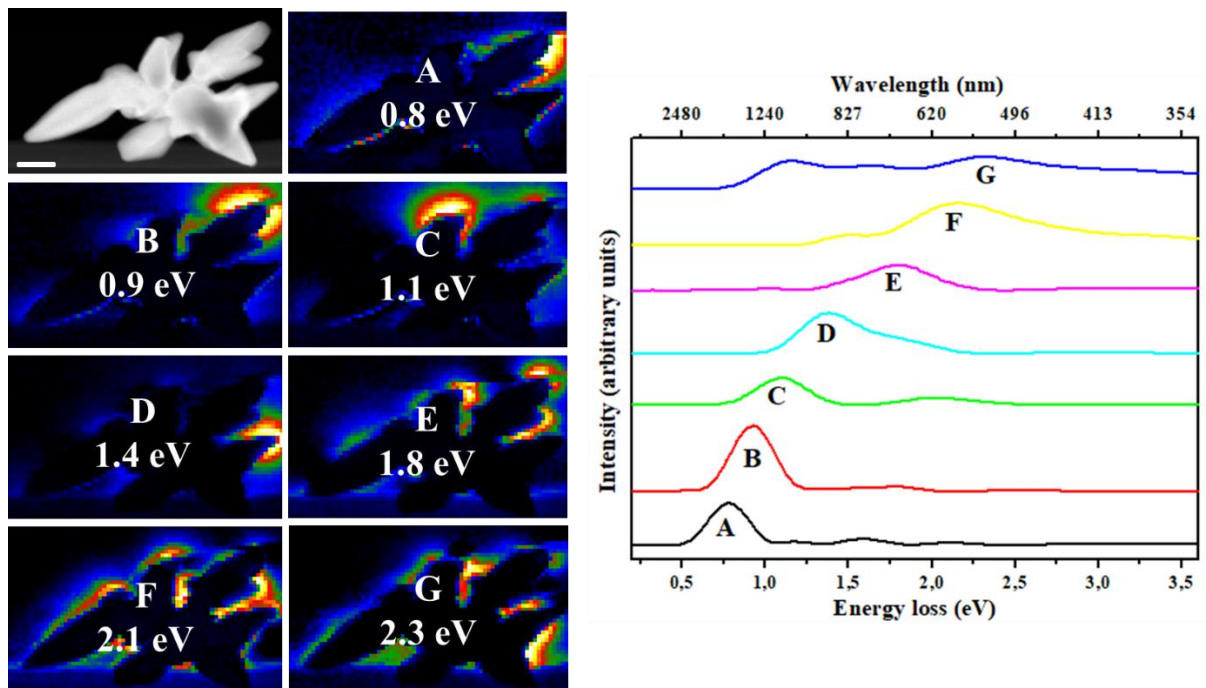 A
0.8 eV
B
0.9 eV
C
1.1 eV
D
1.4 eV
E
1.8 eV
F
2.1 eV
G
2.3 eV
Wavelength (nm)
2480 1240 827 620 496 413 354
G
F
E
D
C
B
A
Intensity (arbitrary units)
0,5 1,0 1,5 2,0 2,5 3,0 3,5
Energy loss (eV)